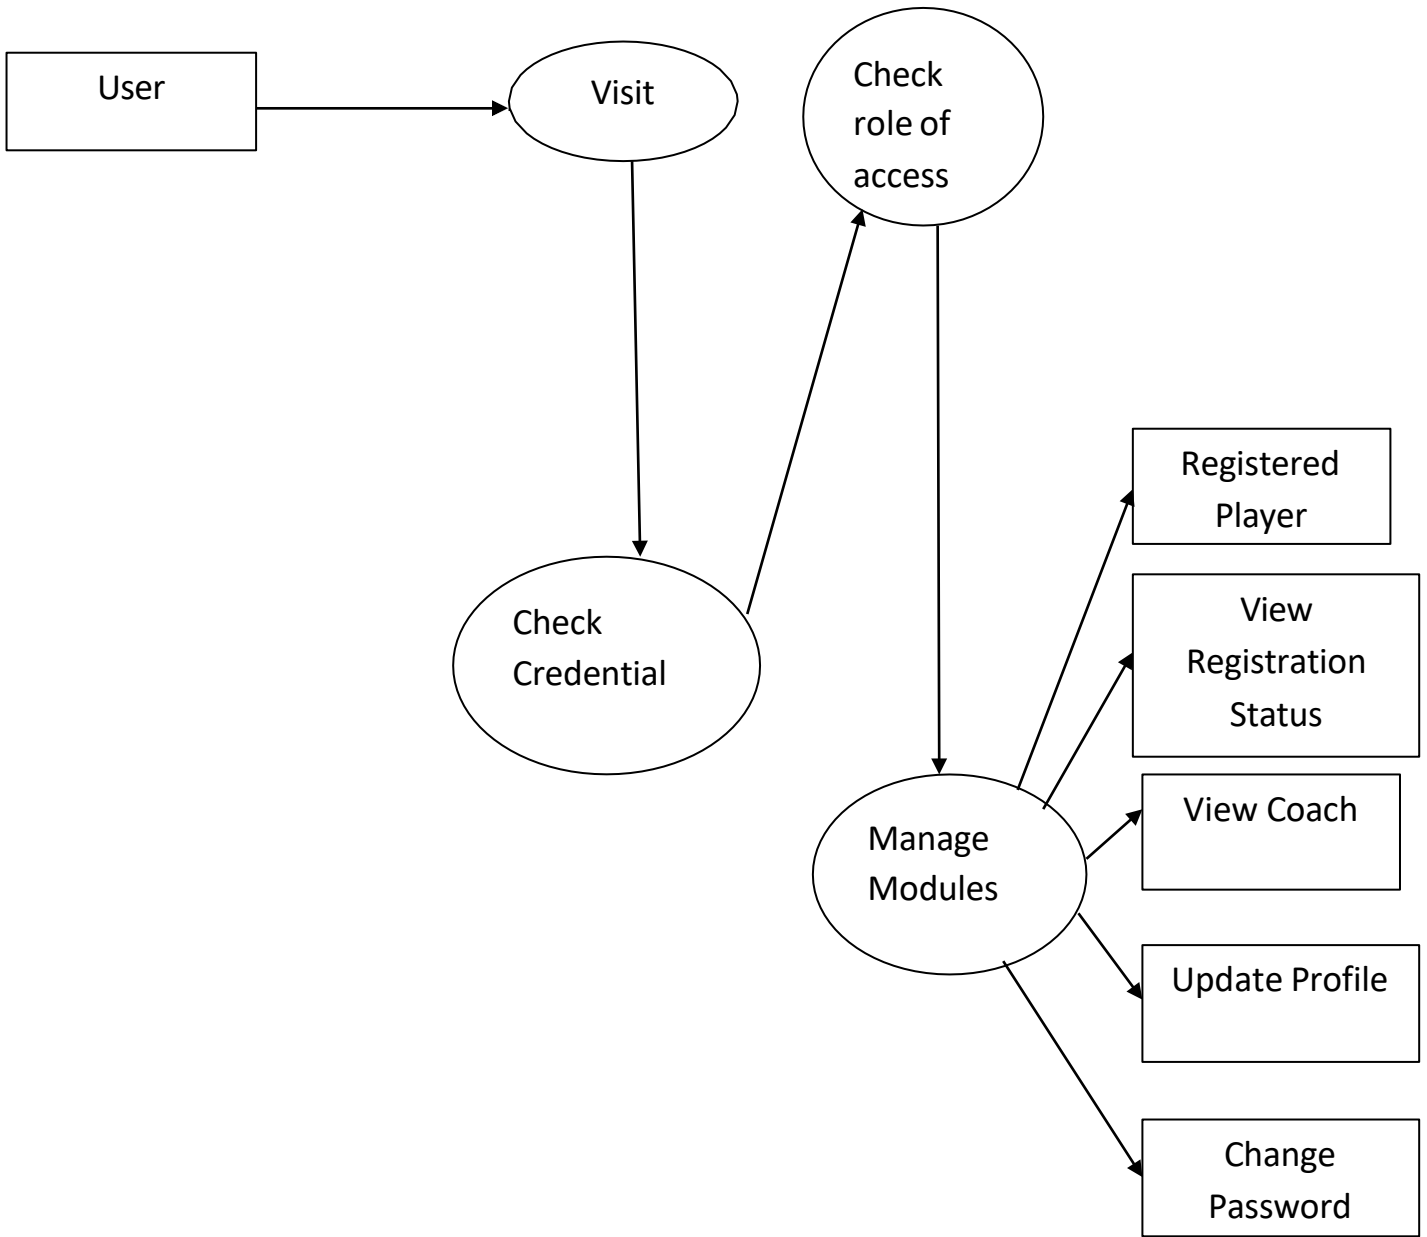 User
Visit
Check
role of
access
Check
Credential
Registered
Player
View
Registration
Status
View Coach
Manage
Modules
Update Profile
Change
Password